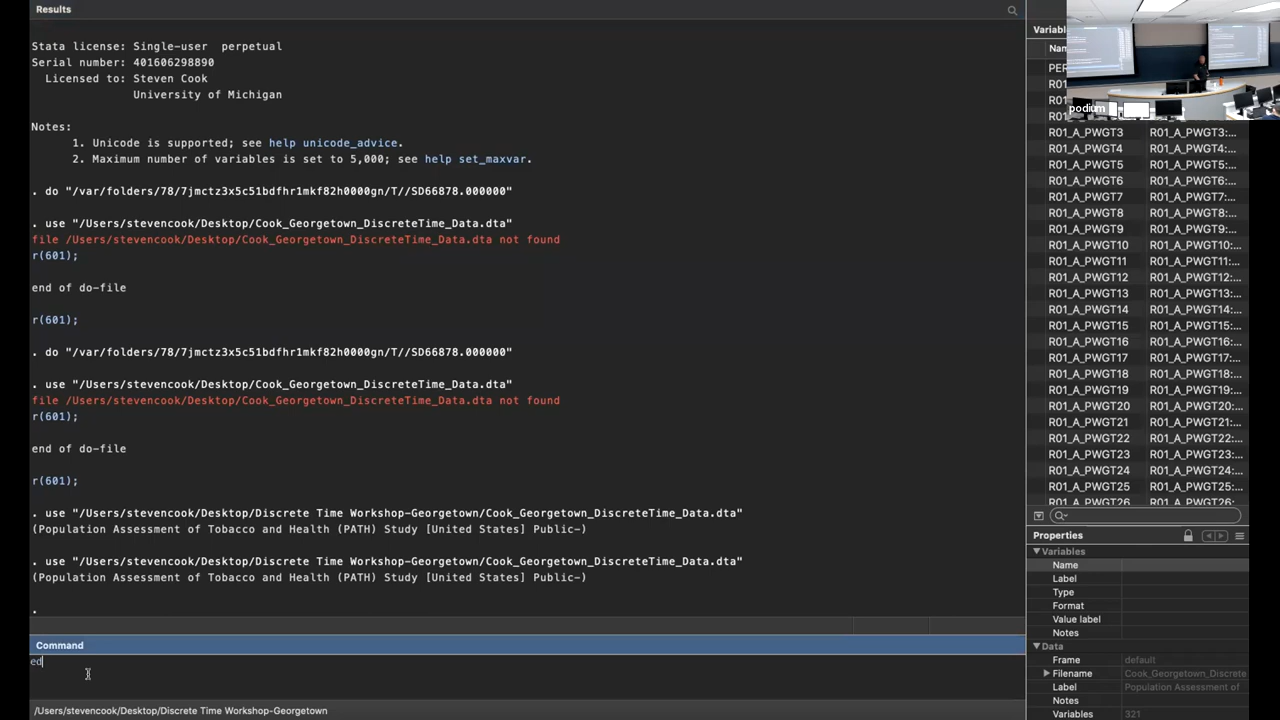 Results
Stata license: Single-user perpetual
Serial number: 401606298890
Licensed to: Steven Cook
University of Michigan
Notes:
1. Unicode is supported; see help unicode_advice.
2. Maximum number of variables is set to 5,000; see help set_maxvar.
. do "/var/folders/78/7jmctz3x5c51bdfhr1mkf82h0000gn/T//SD66878.000000"
. use "/Users/stevencook/Desktop/Cook_Georgetown_DiscreteTime_Data.dta"
file /Users/stevencook/Desktop/Cook_Georgetown_DiscreteTime_Data.dta not found
r(601);
end of do-file
r(601);
. do "/var/folders/78/7jmctz3x5c51bdfhr1mkf82h0000gn/T//SD66878.000000"
. use "/Users/stevencook/Desktop/Cook_Georgetown_DiscreteTime_Data.dta"
file /Users/stevencook/Desktop/Cook_Georgetown_DiscreteTime_Data.dta not found
r(601);
end of do-file
r(601);
. use "/Users/stevencook/Desktop/Discrete Time Workshop-Georgetown/Cook_Georgetown_DiscreteTime_Data.dta"
(Population Assessment of Tobacco and Health (PATH) Study [United States] Public-)
. use "/Users/stevencook/Desktop/Discrete Time Workshop-Georgetown/Cook_Georgetown_DiscreteTime_Data.dta"
(Population Assessment of Tobacco and Health (PATH) Study [United States] Public-)
.
Command
ed
/Users/stevencook/Desktop/Discrete Time Workshop-Georgetown
podium
R01_A_PWGT3 R01_A_PWGT3:...
R01_A_PWGT4 R01_A_PWGT4:...
R01_A_PWGT5 R01_A_PWGT5:...
R01_A_PWGT6 R01_A_PWGT6:...
R01_A_PWGT7 R01_A_PWGT7:...
R01_A_PWGT8 R01_A_PWGT8:...
R01_A_PWGT9 R01_A_PWGT9:...
R01_A_PWGT10 R01_A_PWGT10:...
R01_A_PWGT11 R01_A_PWGT11:...
R01_A_PWGT12 R01_A_PWGT12:...
R01_A_PWGT13 R01_A_PWGT13:...
R01_A_PWGT14 R01_A_PWGT14:...
R01_A_PWGT15 R01_A_PWGT15:...
R01_A_PWGT16 R01_A_PWGT16:...
R01_A_PWGT17 R01_A_PWGT17:...
R01_A_PWGT18 R01_A_PWGT18:...
R01_A_PWGT19 R01_A_PWGT19:...
R01_A_PWGT20 R01_A_PWGT20:...
R01_A_PWGT21 R01_A_PWGT21:...
R01_A_PWGT22 R01_A_PWGT22:...
R01_A_PWGT23 R01_A_PWGT23:...
R01_A_PWGT24 R01_A_PWGT24:...
R01_A_PWGT25 R01_A_PWGT25:...
R01_A_PWGT26 R01_A_PWGT26:...
Properties
Variables
Name
Label
Type
Format
Value label
Notes
Data
Frame default
Filename Cook_Georgetown_Discrete
Label Population Assessment of
Notes
Variables 321